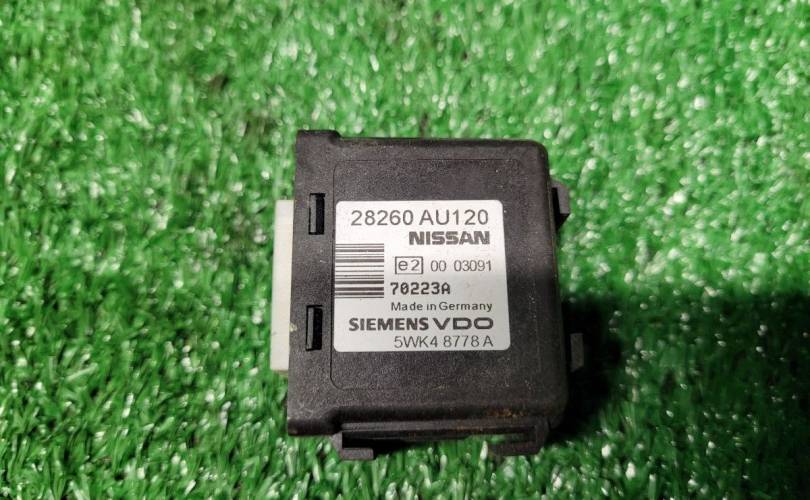 28260 AU120
NISSAN
e2 00 03091
70223A
Made in Germany
SIEMENS VDO
5WK4 8778 A